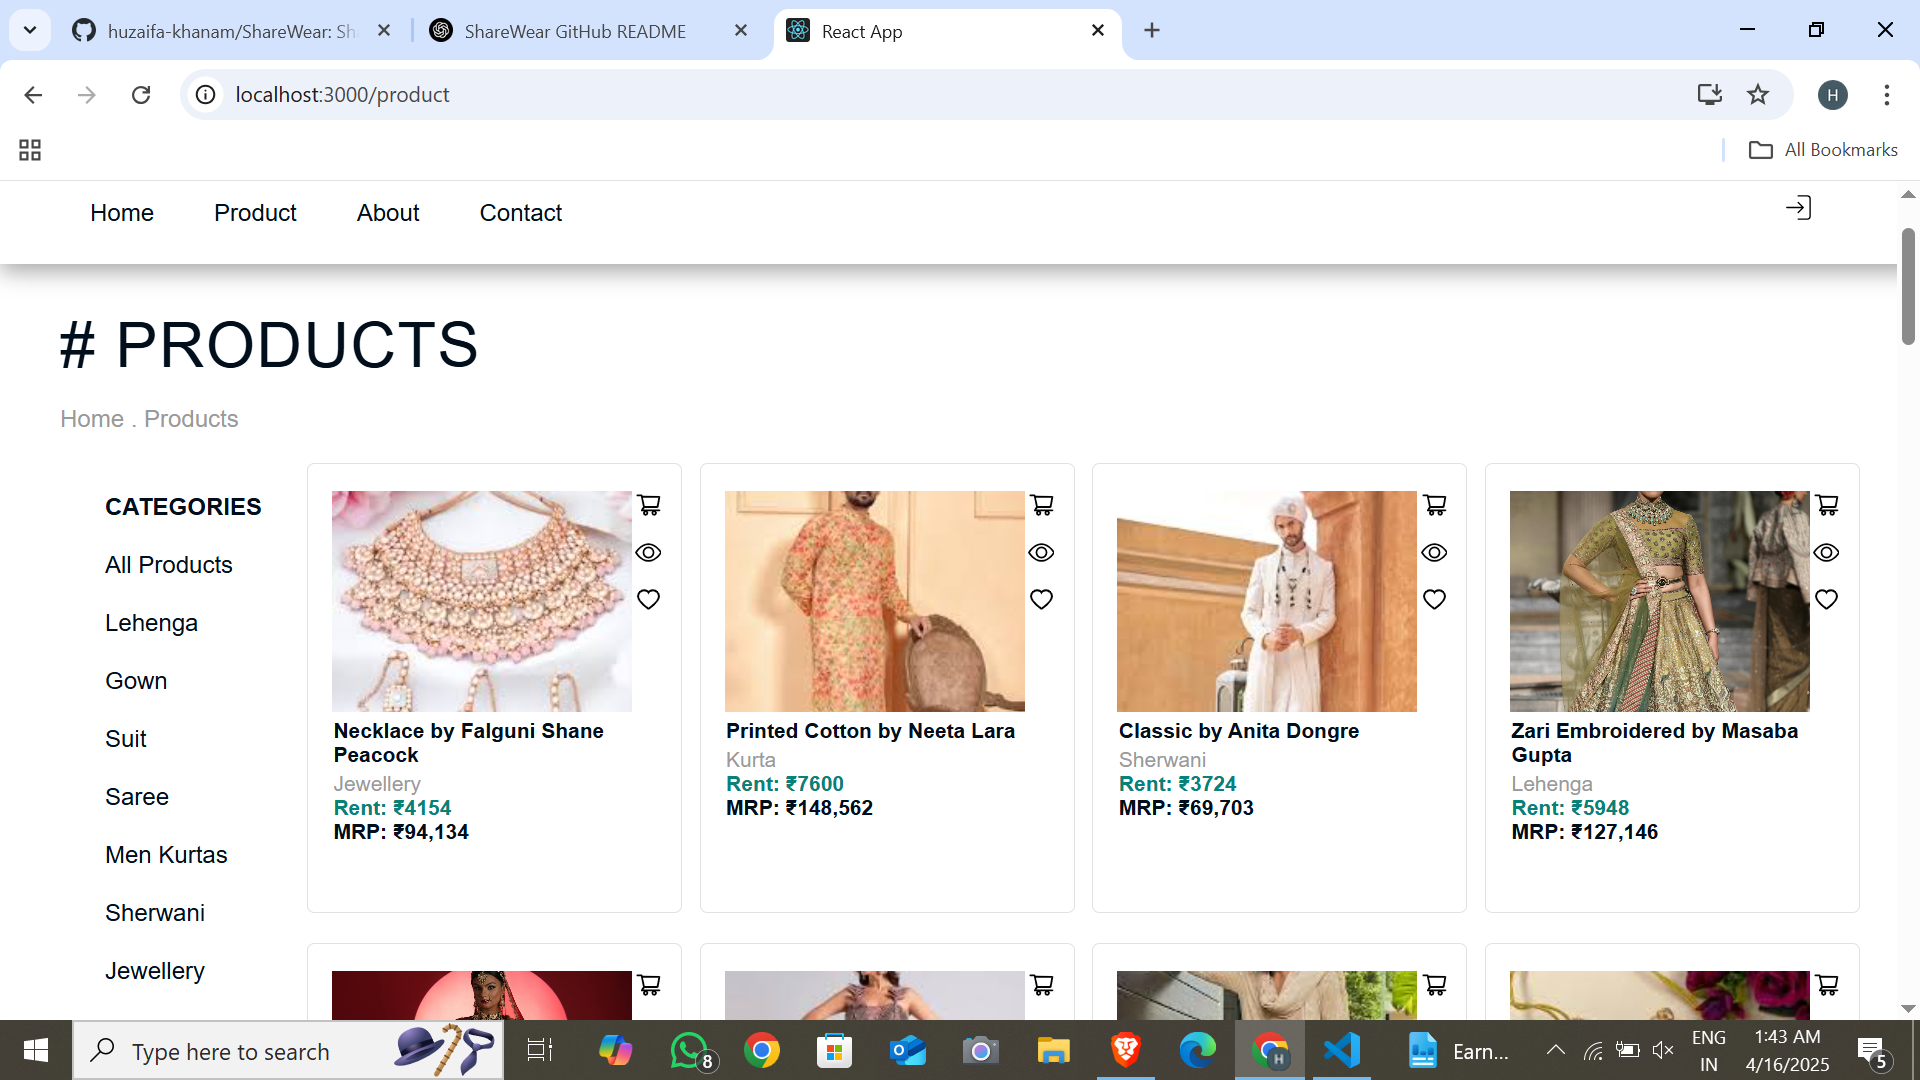 huzaifa-khanam/ShareWear: Sh
ShareWear GitHub README
React App
localhost:3000/product
H
All Bookmarks
Home
Product
About
Contact
# PRODUCTS
Home . Products
CATEGORIES
All Products
Lehenga
Gown
Suit
Saree
Men Kurtas
Sherwani
Jewellery
Necklace by Falguni Shane
Peacock
Jewellery
Rent: ₹4154
MRP: ₹94,134
Printed Cotton by Neeta Lara
Kurta
Rent: ₹7600
MRP: ₹148,562
Classic by Anita Dongre
Sherwani
Rent: ₹3724
MRP: ₹69,703
Zari Embroidered by Masaba
Gupta
Lehenga
Rent: ₹5948
MRP: ₹127,146
Type here to search
8
H
Earn...
ENG
IN
1:43 AM
4/16/2025
5